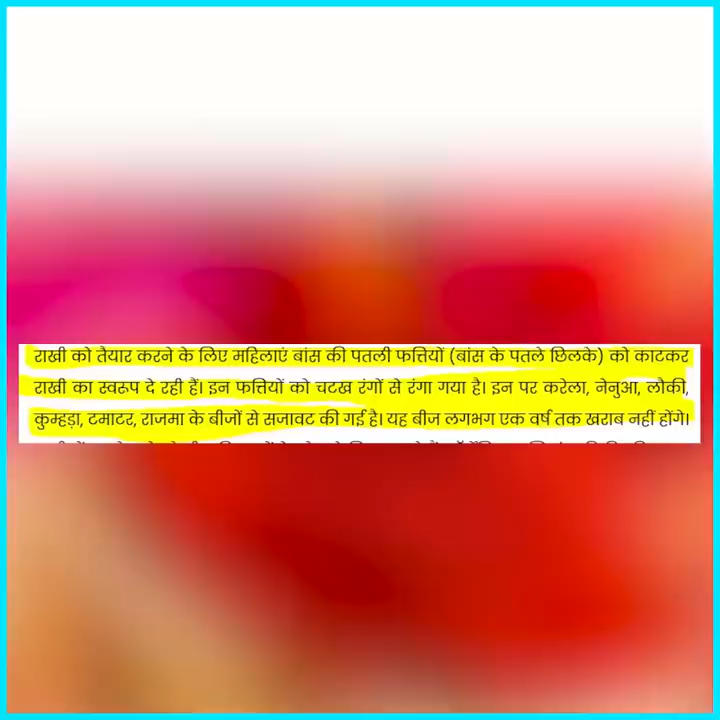 राखी को तैयार करने के लिए महिलाएं बांस की पतली फत्तियों (बांस के पतले छिलके) को काटकर
राखी का स्वरूप दे रही हैं। इन फत्तियों को चटख रंगों से रंगा गया है। इन पर करेला, नेनुआ, लौकी,
कुम्हड़ा, टमाटर, राजमा के बीजों से सजावट की गई है। यह बीज लगभग एक वर्ष तक खराब नहीं होंगे।